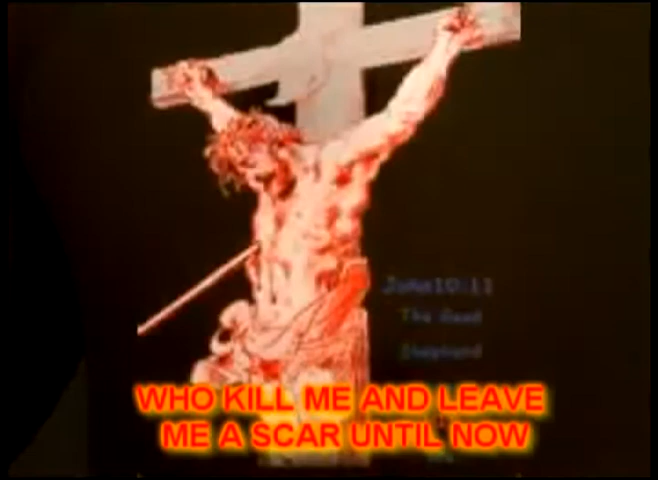 John10:11
The Good
Shepherd
WHO KILL ME AND LEAVE
ME A SCAR UNTIL NOW